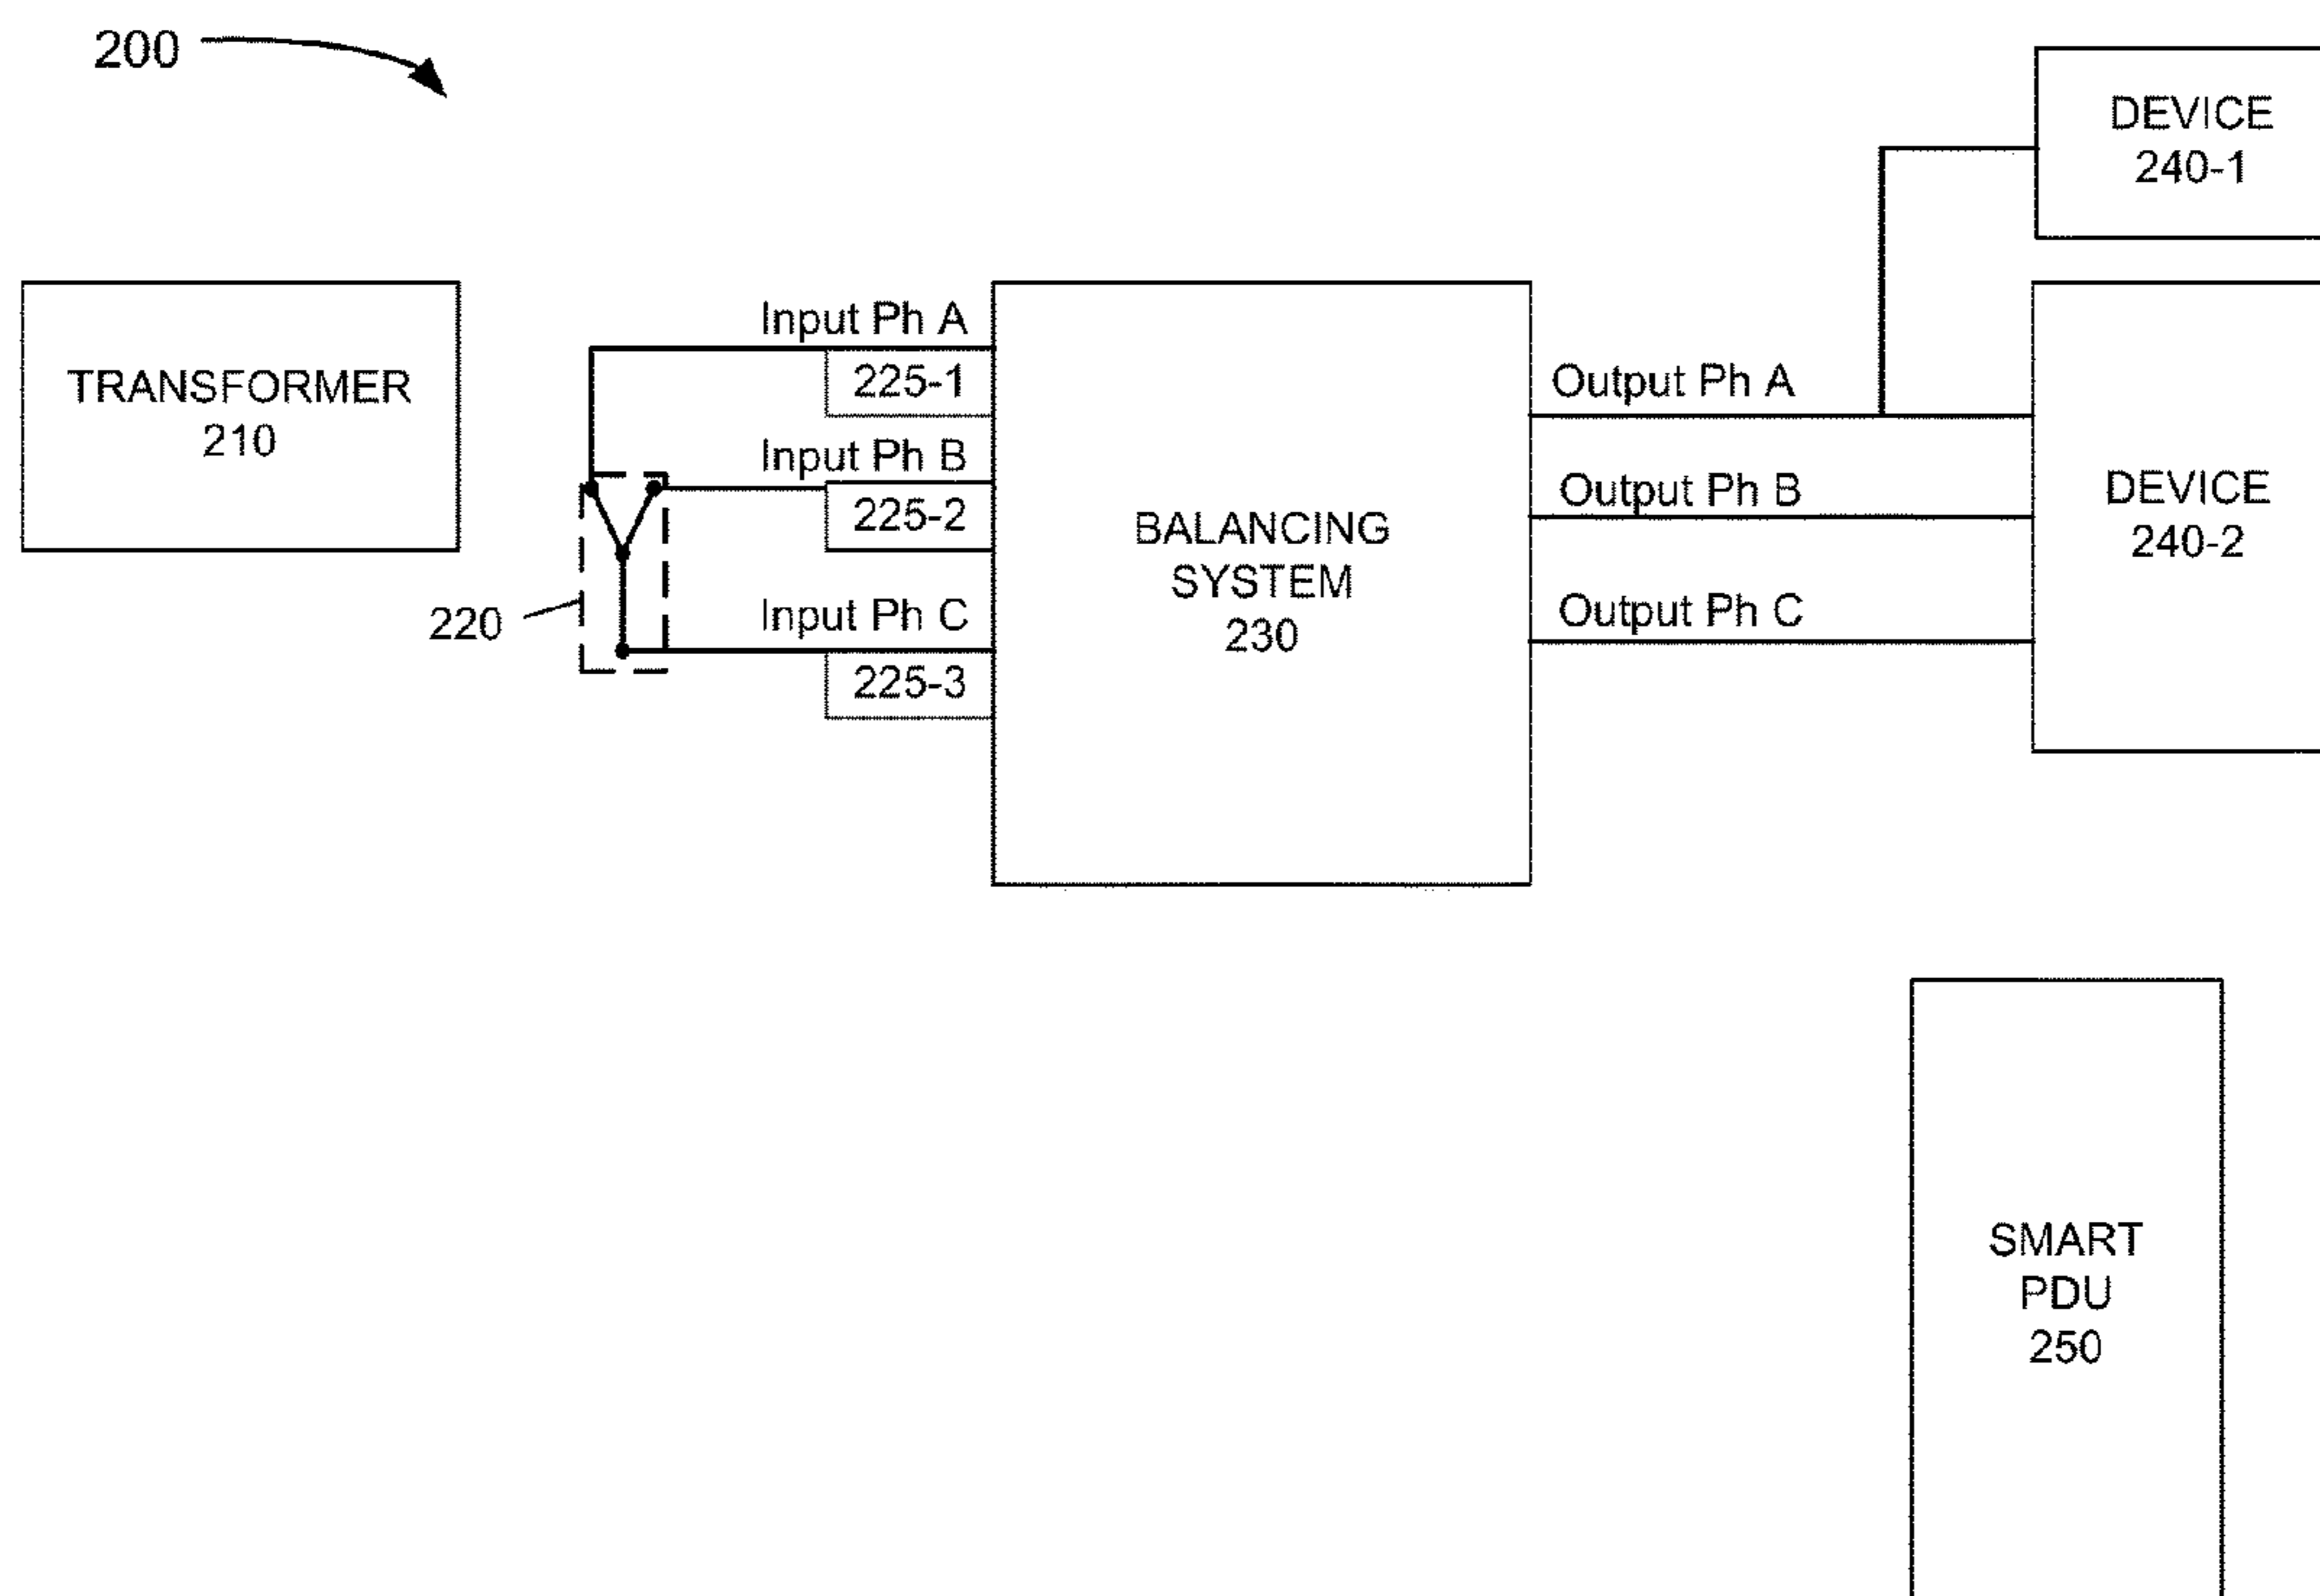 200
DEVICE
240-1
TRANSFORMER
210
Input Ph A
225-1
Input Ph B
225-2
220
Input Ph C
225-3
BALANCING
SYSTEM
230
Output Ph A
Output Ph B
Output Ph C
DEVICE
240-2
SMART
PDU
250